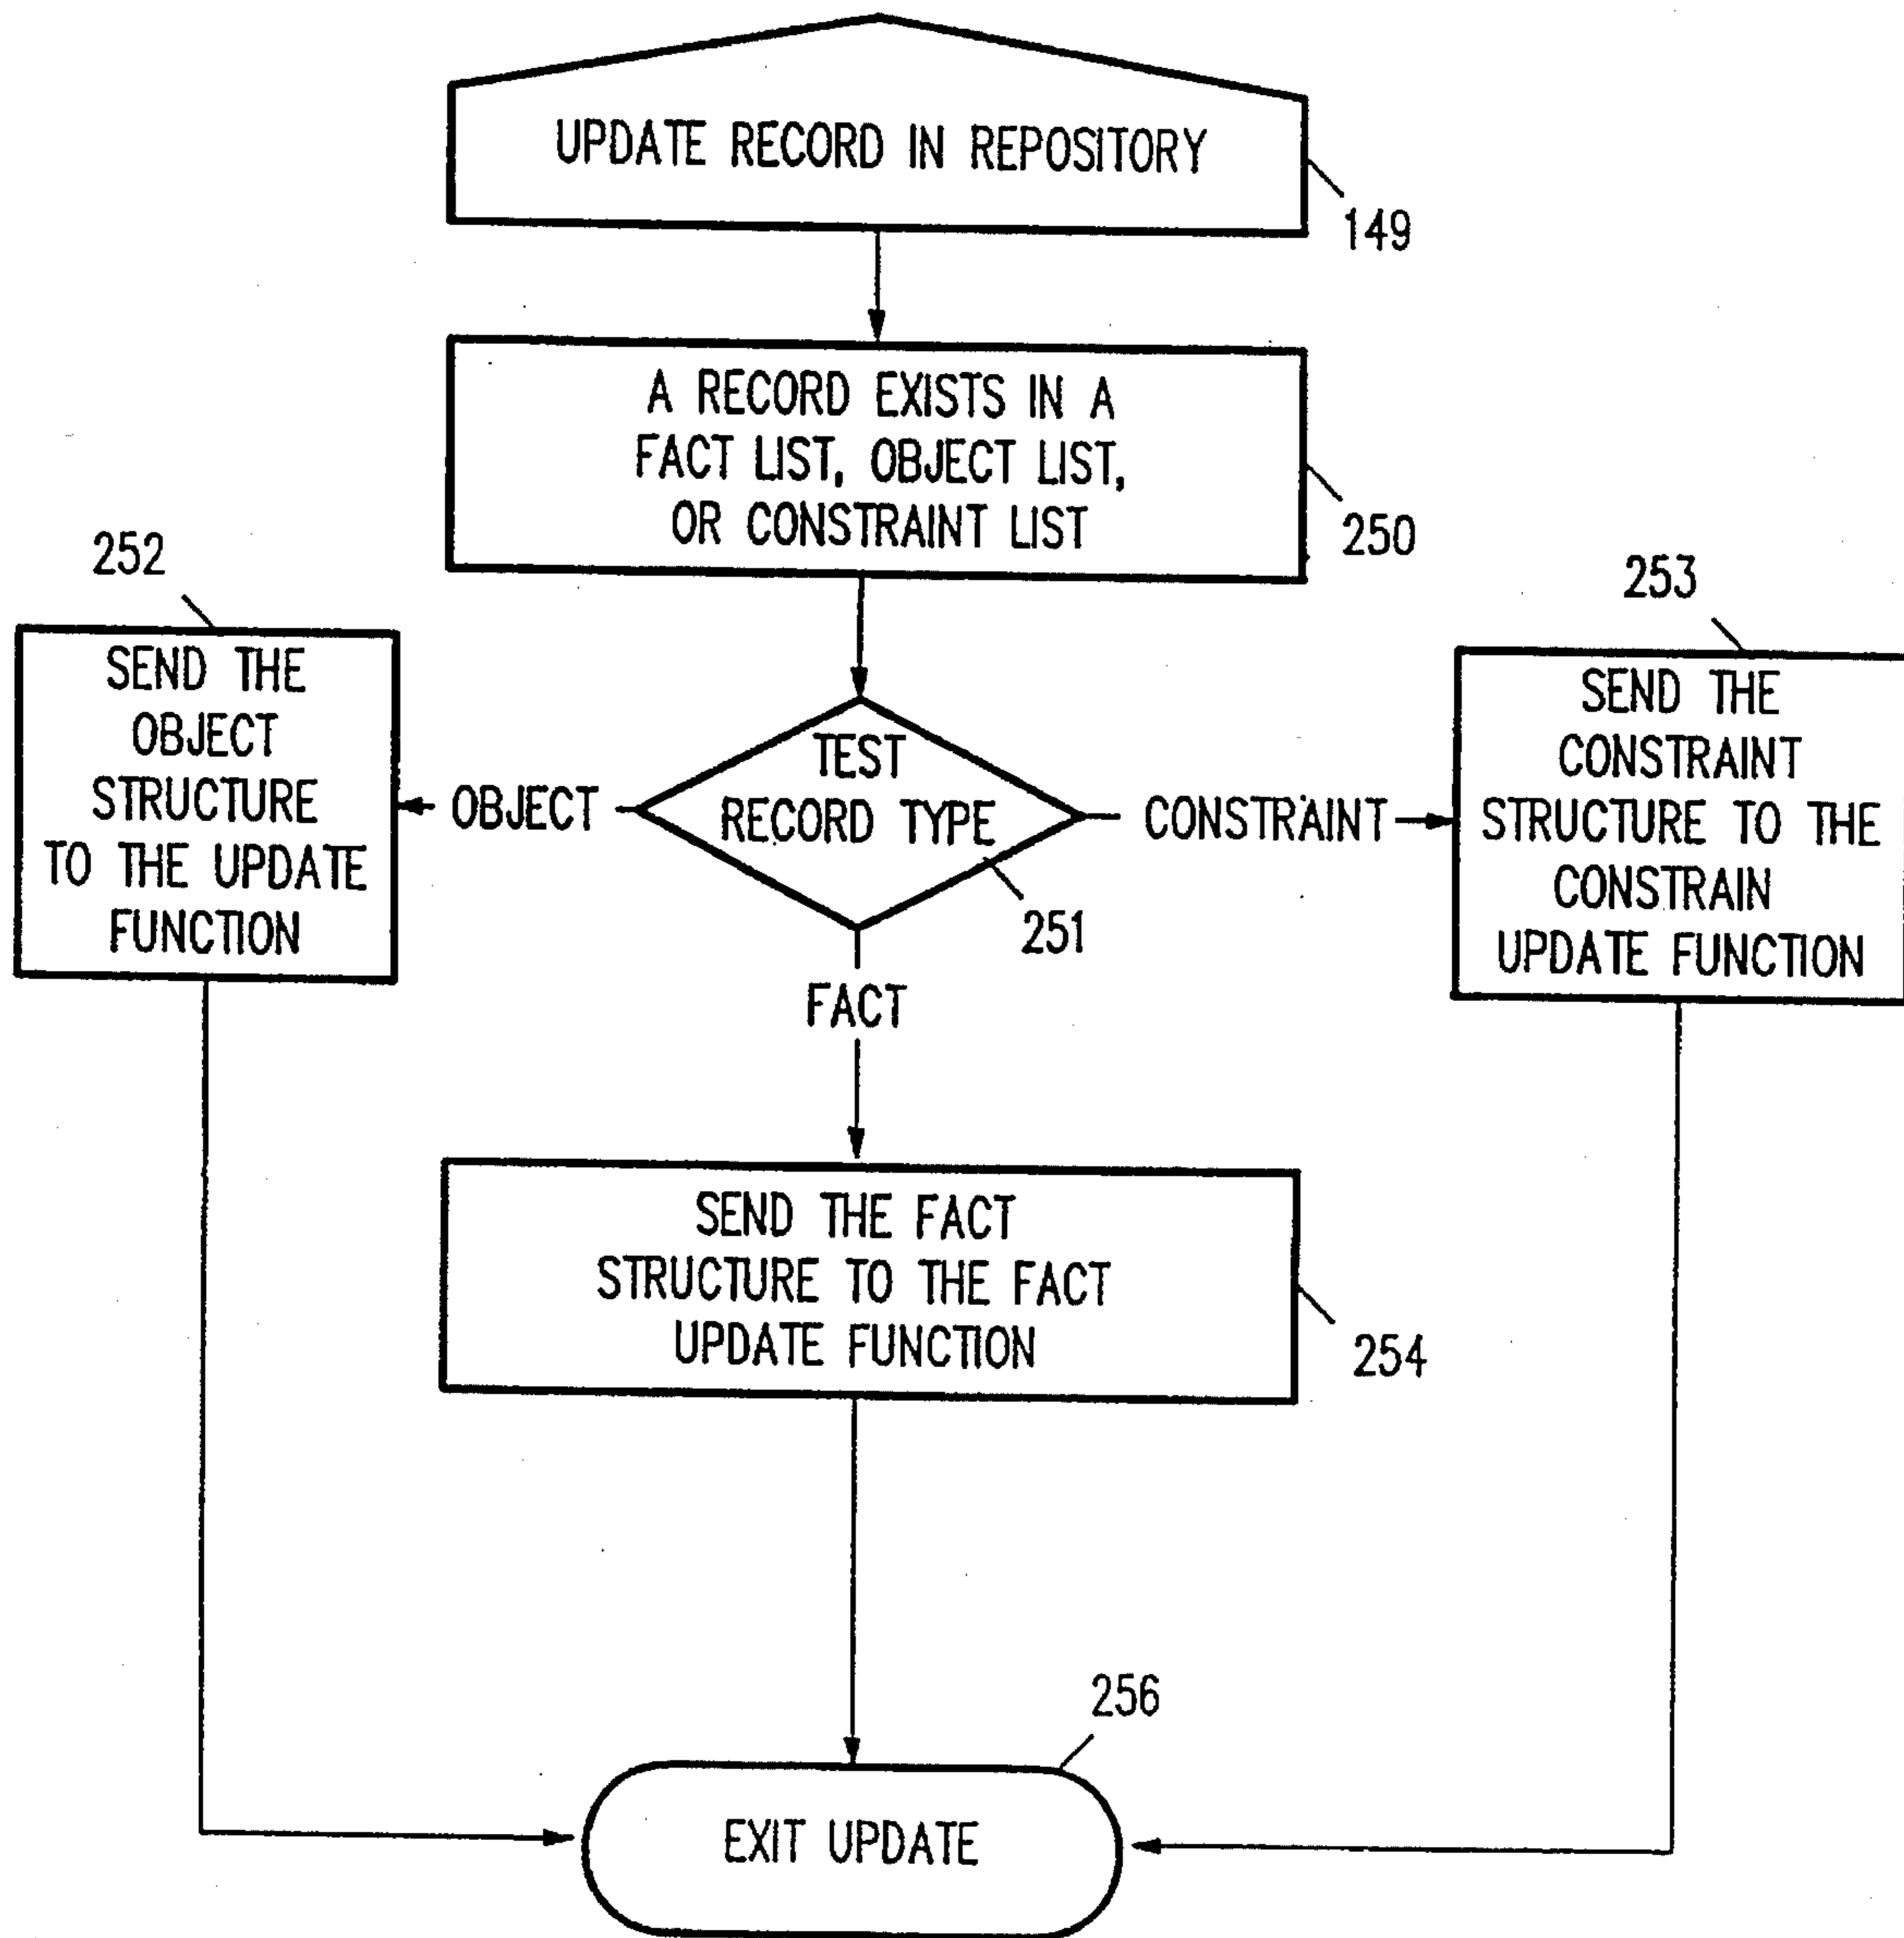 UPDATE RECORD IN REPOSITORY
149
A RECORD EXISTS IN A
FACT LIST, OBJECT LIST,
OR CONSTRAINT LIST
250
252
SEND THE
OBJECT
STRUCTURE
TO THE UPDATE
FUNCTION
OBJECT
TEST
RECORD TYPE
251
CONSTRAINT
253
SEND THE
CONSTRAINT
STRUCTURE TO THE
CONSTRAIN
UPDATE FUNCTION
FACT
SEND THE FACT
STRUCTURE TO THE FACT
UPDATE FUNCTION
254
256
EXIT UPDATE